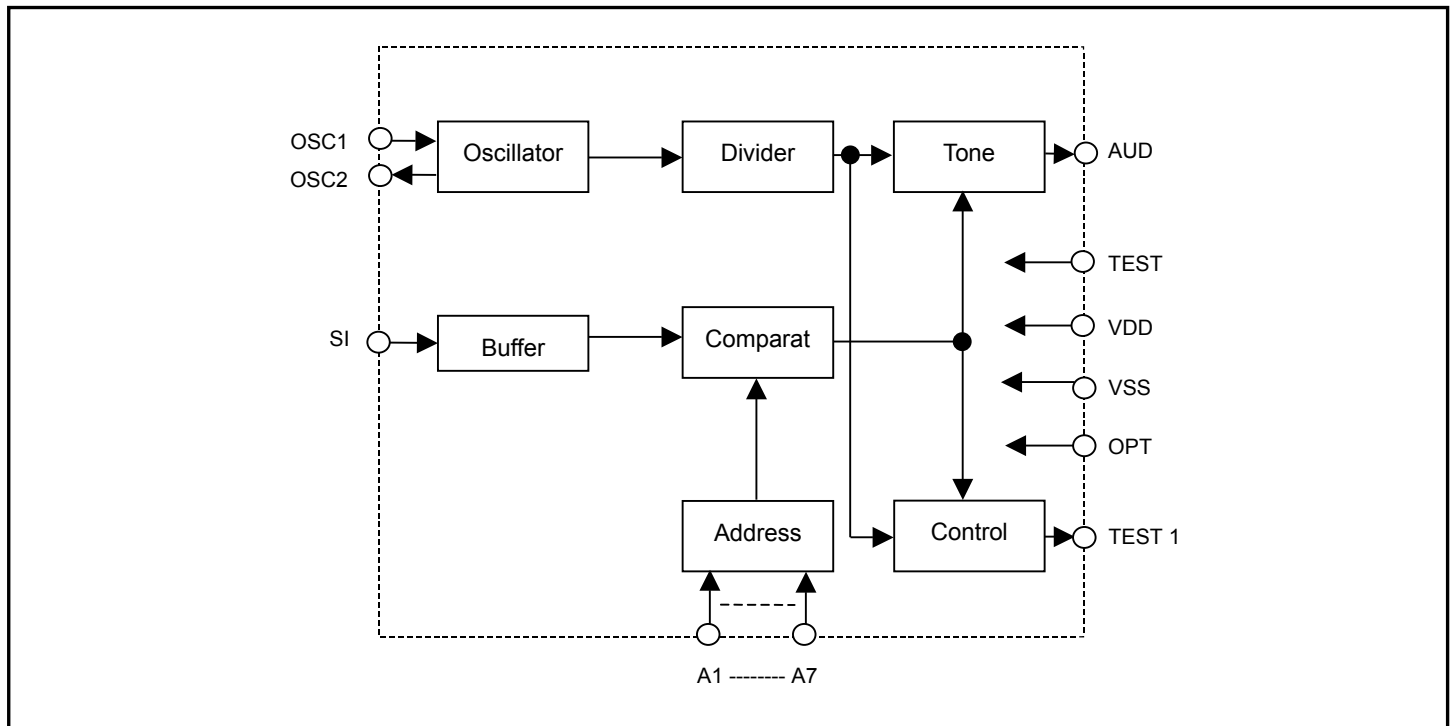 OSC1
OSC2
Oscillator
Divider
Tone
AUD
TEST
SI
Buffer
Comparat
VDD
VSS
OPT
Address
Control
TEST 1
A1 -------- A7